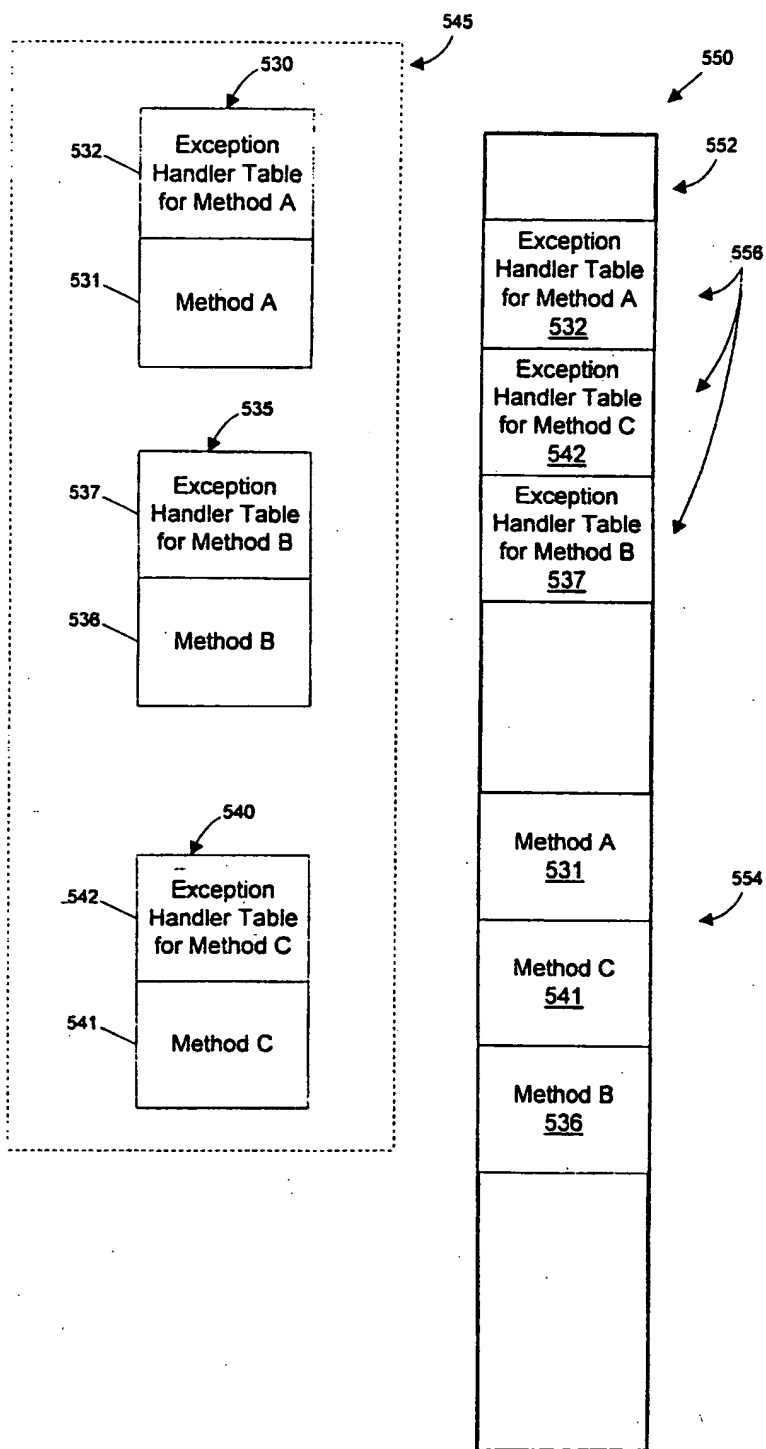 545
530
532
Exception
Handler Table
for Method A
531
Method A
535
537
Exception
Handler Table
for Method B
536
Method B
540
542
Exception
Handler Table
for Method C
541
Method C
550
552
Exception
Handler Table
for Method A
532
556
Exception
Handler Table
for Method C
542
Exception
Handler Table
for Method B
537
Method A
531
554
Method C
541
Method B
536